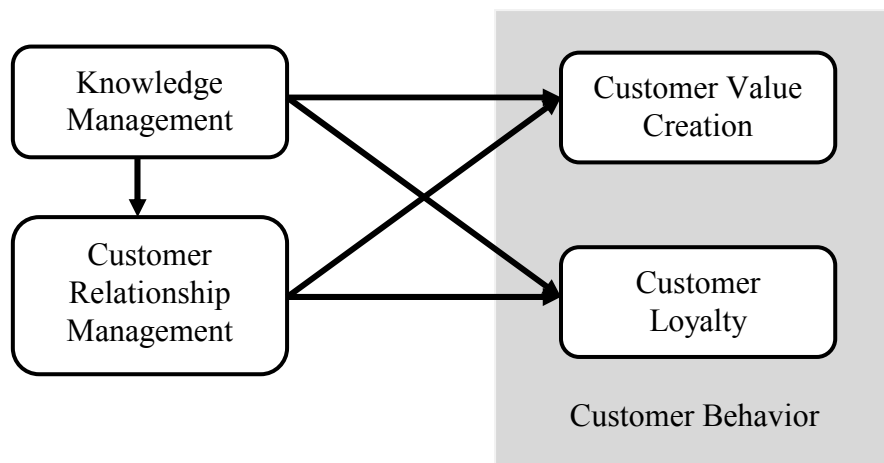 Knowledge
Management
Customer Value
Creation
Customer
Relationship
Management
Customer
Loyalty
Customer Behavior